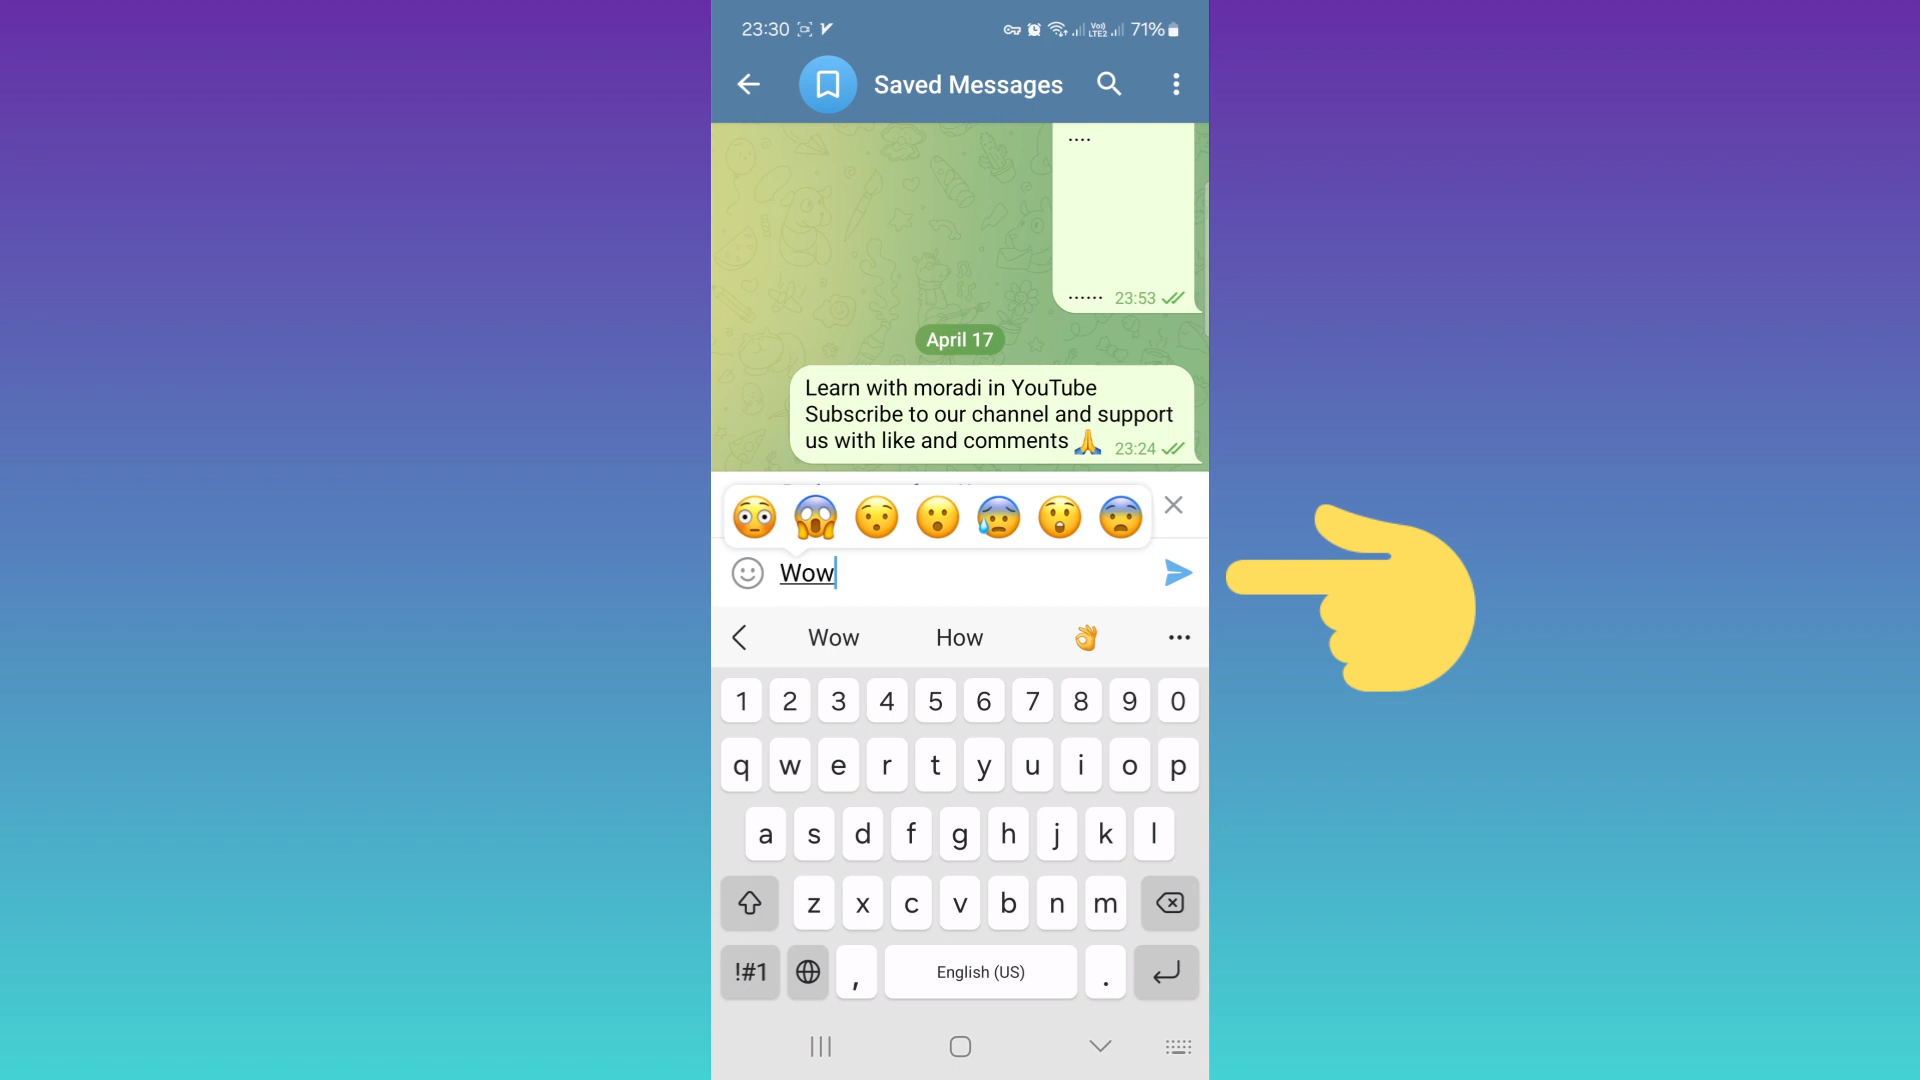 23:30
Vo)) LTE2 71%
Saved Messages
....
...... 23:53
April 17
Learn with moradi in YouTube
Subscribe to our channel and support
us with like and comments 🙏 23:24
Wow
Wow How 👌 ...
1 2 3 4 5 6 7 8 9 0
q w e r t y u i o p
a s d f g h j k l
z x c v b n m
!#1 , English (US) .